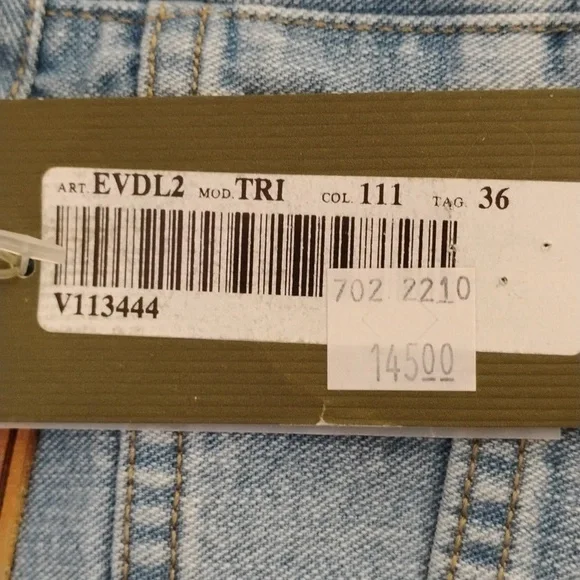 ART. EVDL2 MOD. TRI COL. 111 TAG. 36
V113444
702 2210
14500